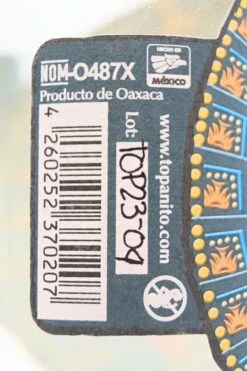 NOM-O487X
HECHO EN
MÉXICO
Producto de Oaxaca
4 260252 370207
Lot: TOP23-09
www.topanito.com